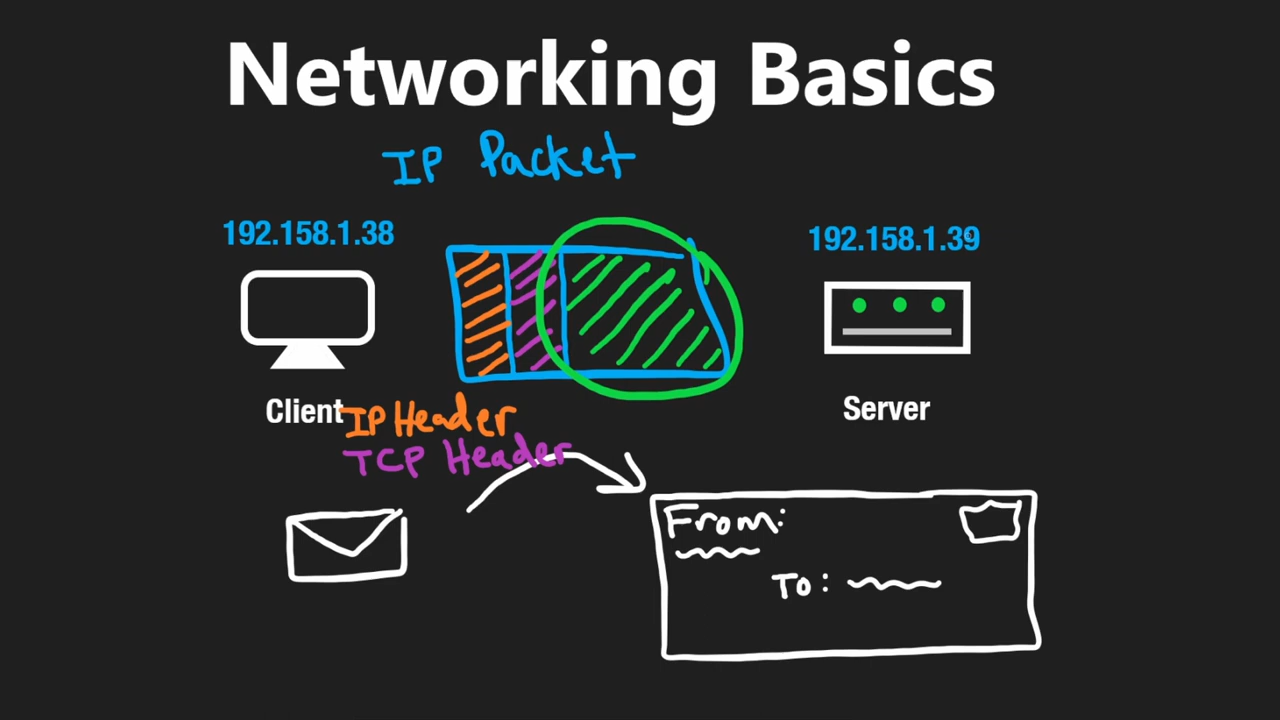 Networking Basics
IP Packet
192.158.1.38
192.158.1.39
Client
Server
IP Header
TCP Header
From:
To: